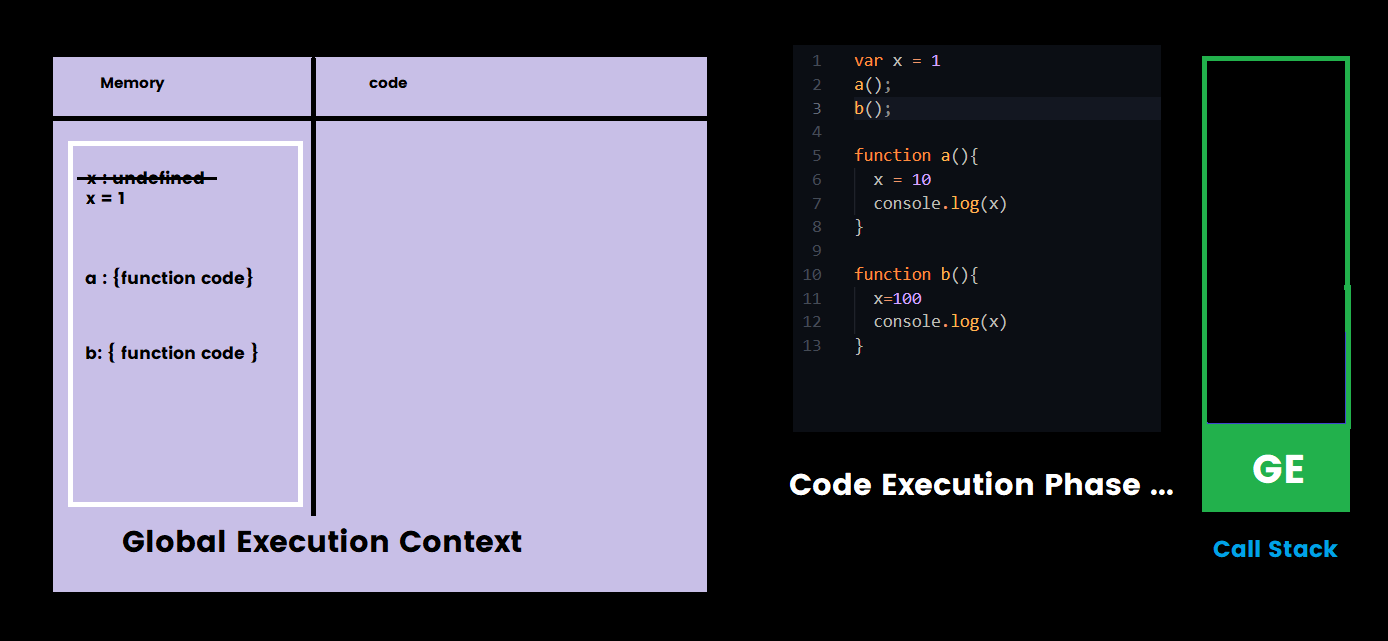 Memory
code
x : undefined
x = 1
a : {function code}
b: { function code }
Global Execution Context
1 var x = 1
2 a();
3 b();
4
5 function a(){
6   x = 10
7   console.log(x)
8 }
9
10 function b(){
11   x=100
12   console.log(x)
13 }
Code Execution Phase ...
GE
Call Stack